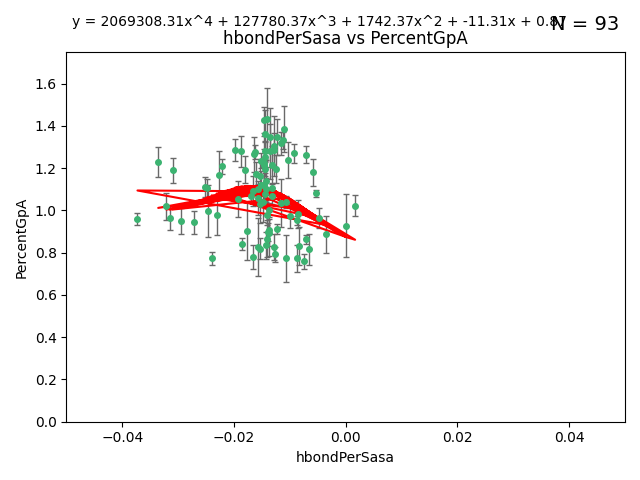 y = 2069308.31x^4 + 127780.37x^3 + 1742.37x^2 + -11.31x + 0.87
N = 93
hbondPerSasa vs PercentGpA
1.6
1.4
1.2
1.0
0.8
0.6
0.4
0.2
0.0
PercentGpA
−0.04
−0.02
0.00
0.02
0.04
hbondPerSasa